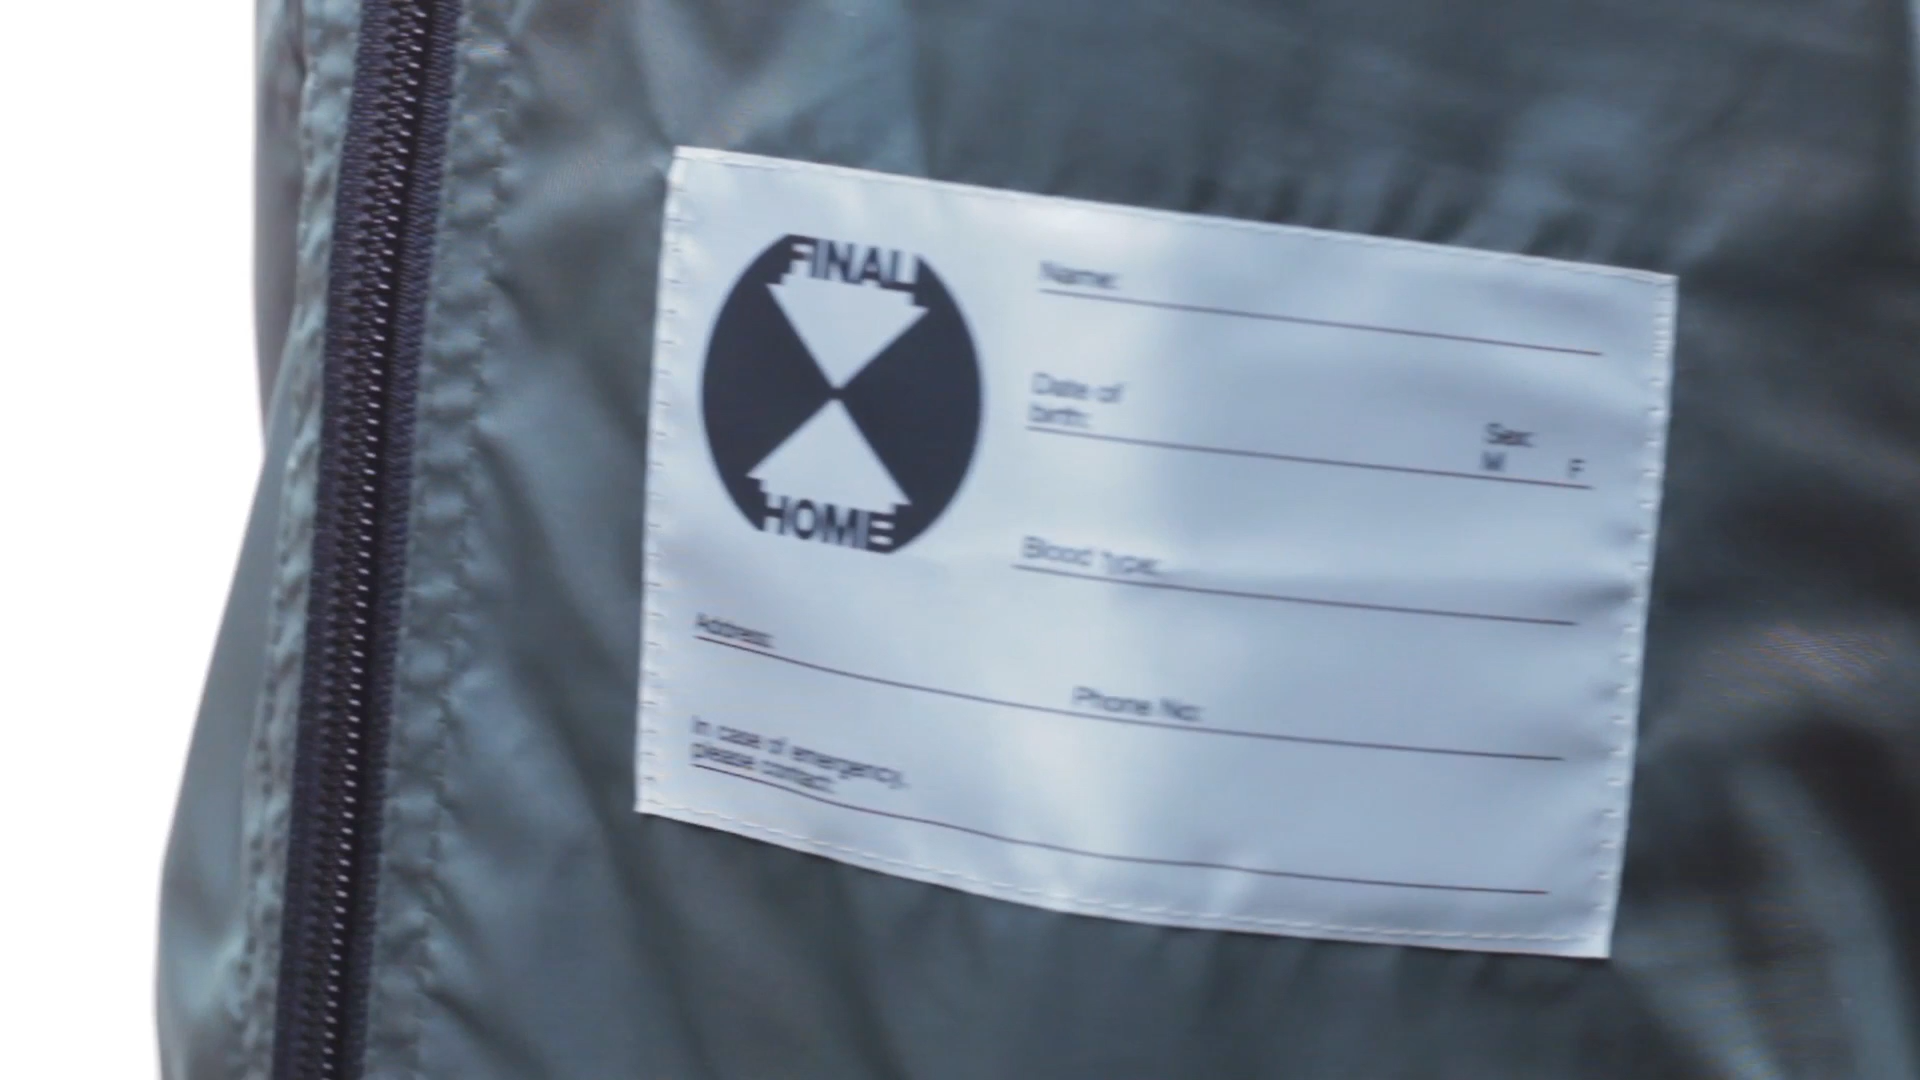 FINAL
HOME
Name:
Date of
birth:
Sex:
M F
Blood type:
Address:
Phone No:
In case of emergency,
please contact: